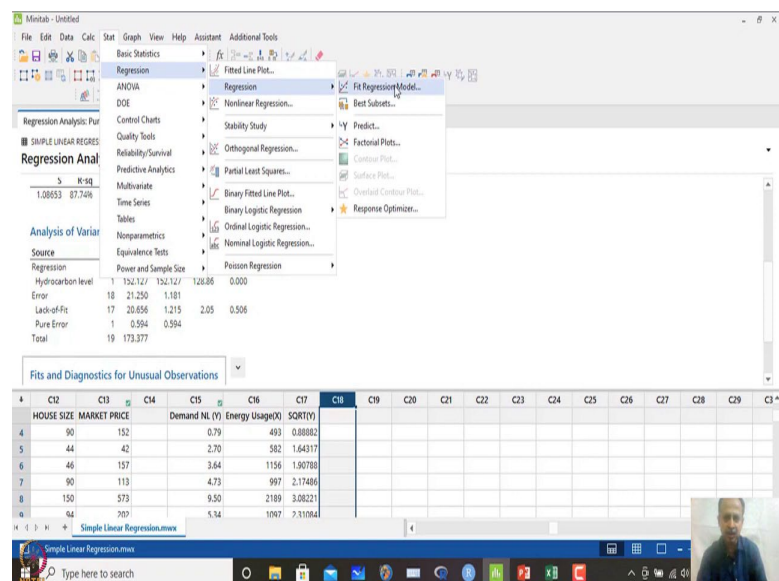 Minitab - Untitled
File Edit Data Calc Stat Graph View Help Assistant Additional Tools
Basic Statistics
Regression
ANOVA
DOE
Control Charts
Quality Tools
Reliability/Survival
Predictive Analytics
Multivariate
Time Series
Tables
Nonparametrics
Equivalence Tests
Power and Sample Size
Fitted Line Plot...
Regression
Nonlinear Regression...
Stability Study
Orthogonal Regression...
Partial Least Squares...
Binary Fitted Line Plot...
Binary Logistic Regression
Ordinal Logistic Regression...
Nominal Logistic Regression...
Poisson Regression
Fit Regression Model...
Best Subsets...
Predict...
Factorial Plots...
Contour Plot...
Surface Plot...
Overlaid Contour Plot...
Response Optimizer...
Regression Analysis: Pur
SIMPLE LINEAR REGRES
Regression Anal
S R-sq
1.08653 87.74%
Analysis of Varian
Source
Regression
Hydrocarbon level 1 152.127 152.127 128.86 0.000
Error 18 21.250 1.181
Lack-of-Fit 17 20.656 1.215 2.05 0.506
Pure Error 1 0.594 0.594
Total 19 173.377
Fits and Diagnostics for Unusual Observations
C12 C13 C14 C15 C16 C17 C18 C19 C20 C21 C22 C23 C24 C25 C26 C27 C28 C29 C3
HOUSE SIZE MARKET PRICE Demand NL (Y) Energy Usage(X) SQRT(Y)
4 90 152 0.79 493 0.88882
5 44 42 2.70 582 1.64317
6 46 157 3.64 1156 1.90788
7 90 113 4.73 997 2.17486
8 150 573 9.50 2189 3.08221
9 94 202 5.34 1097 2.31084
Simple Linear Regression.mwx
Simple Linear Regression.mwx
Type here to search